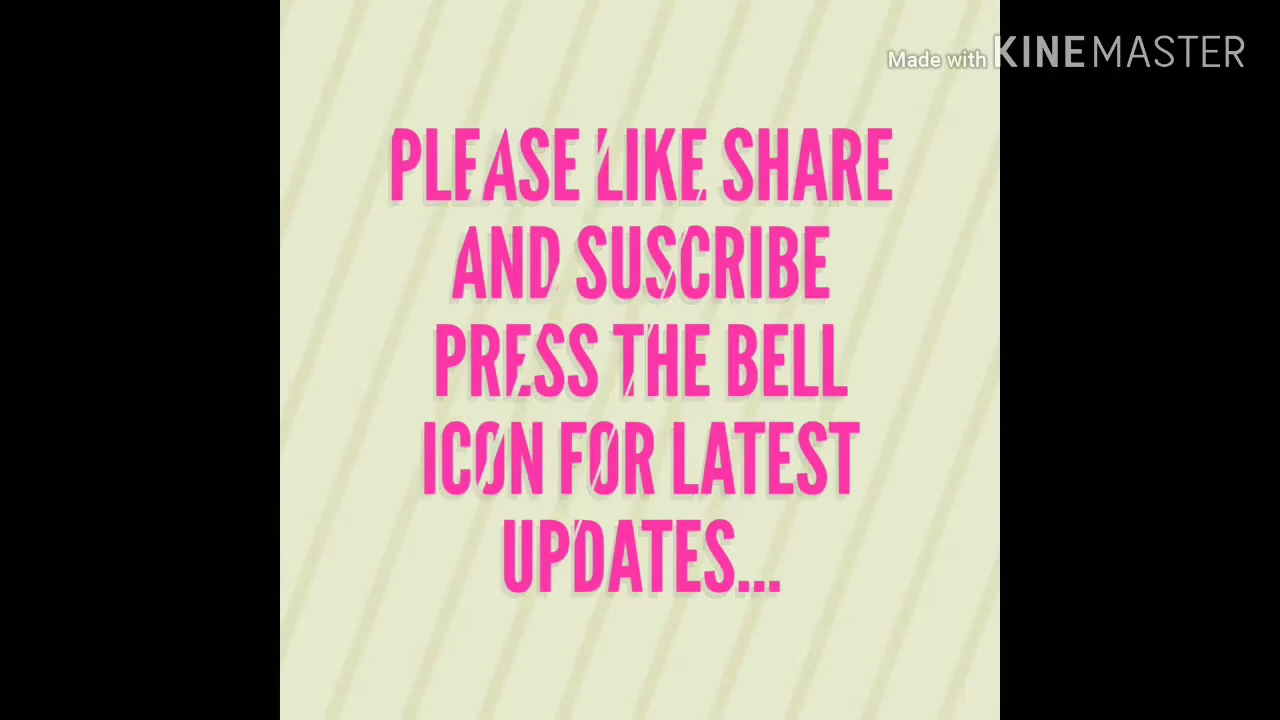 Made with KINEMASTER
PLEASE LIKE SHARE
AND SUSCRIBE
PRESS THE BELL
ICON FOR LATEST
UPDATES...